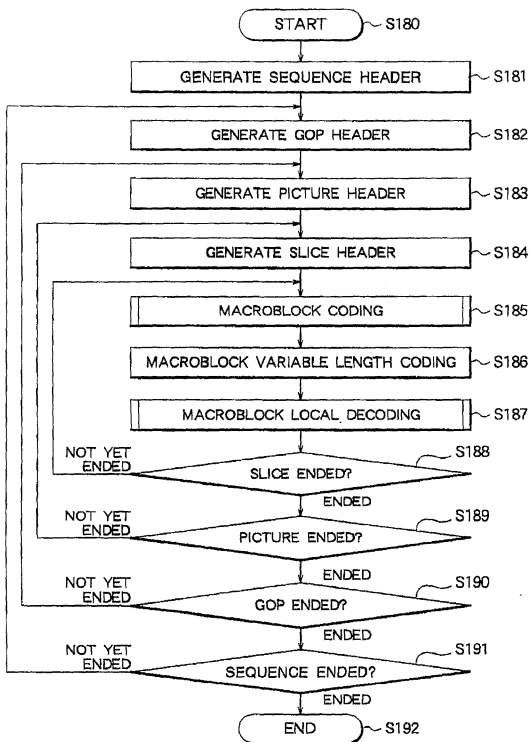 START S180
GENERATE SEQUENCE HEADER S181
GENERATE GOP HEADER S182
GENERATE PICTURE HEADER S183
GENERATE SLICE HEADER S184
MACROBLOCK CODING S185
MACROBLOCK VARIABLE LENGTH CODING S186
MACROBLOCK LOCAL DECODING S187
NOT YET
ENDED
SLICE ENDED? S188
ENDED
NOT YET
ENDED
PICTURE ENDED? S189
ENDED
NOT YET
ENDED
GOP ENDED? S190
ENDED
NOT YET
ENDED
SEQUENCE ENDED? S191
ENDED
END S192